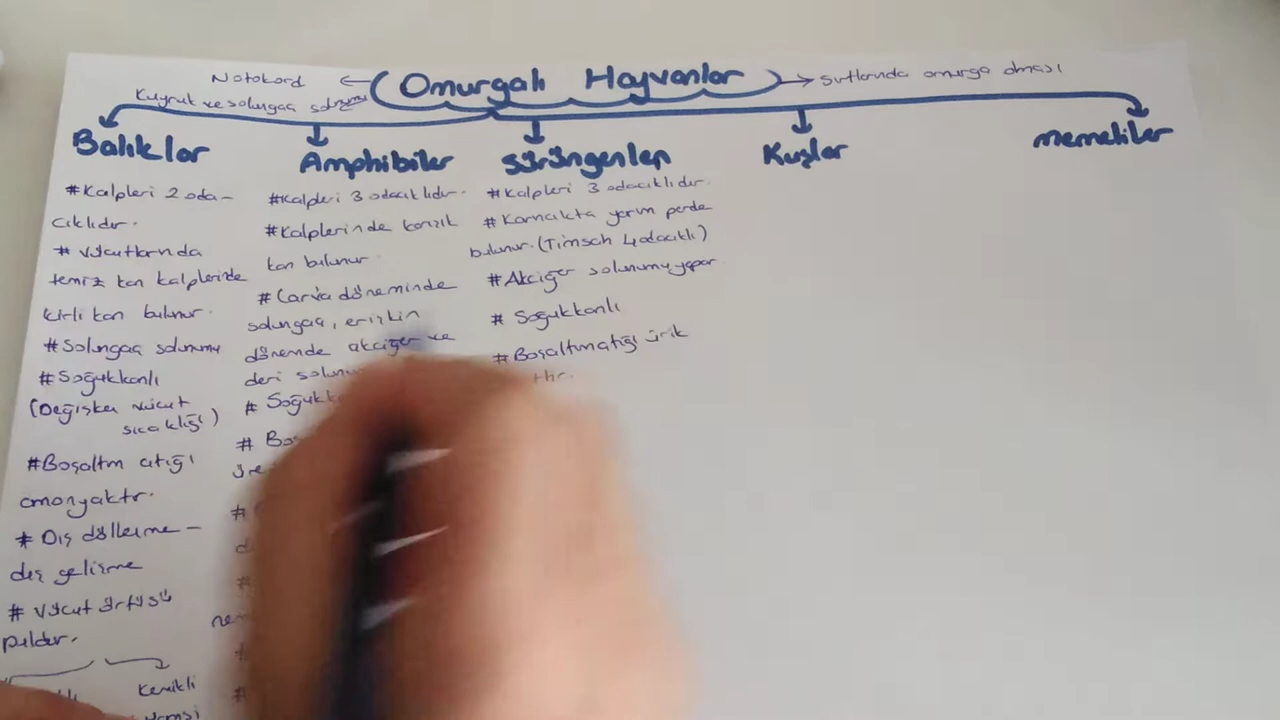 Notokord ← ( Omurgalı Hayvanlar ) → sırtlarında omurga olması
Kuyruk ve solungaç
Balıklar
#Kalpleri 2 oda-
cıklıdır.
# Vücutlarında
temiz kan kalplerinde
kirli kan bulunur.
#Solungaç solunumu
#Soğukkanlı
(Değişken vücut
sıcaklığı)
#Boşaltım atığı
amonyaktır.
# Dış döllenme -
dış gelişme
# Vücut örtüsü
puldur.
Kemikli
Amphibiler
#Kalpleri 3 odacıklıdır.
#Kalplerinde karışık
kan bulunur.
#Larva döneminde
solungaç, erişkin
dönemde akciğer ve
deri
#
#
#
#
#
Sürüngenler
#Kalpleri 3 odacıklıdır.
#Karıncıkta yarım perde
bulunur. (Timsah 4 odacıklı)
#Akciğer solunumu yapar
# Soğukkanlı
#Boşaltım atığı ürik
Kuşlar
memeliler